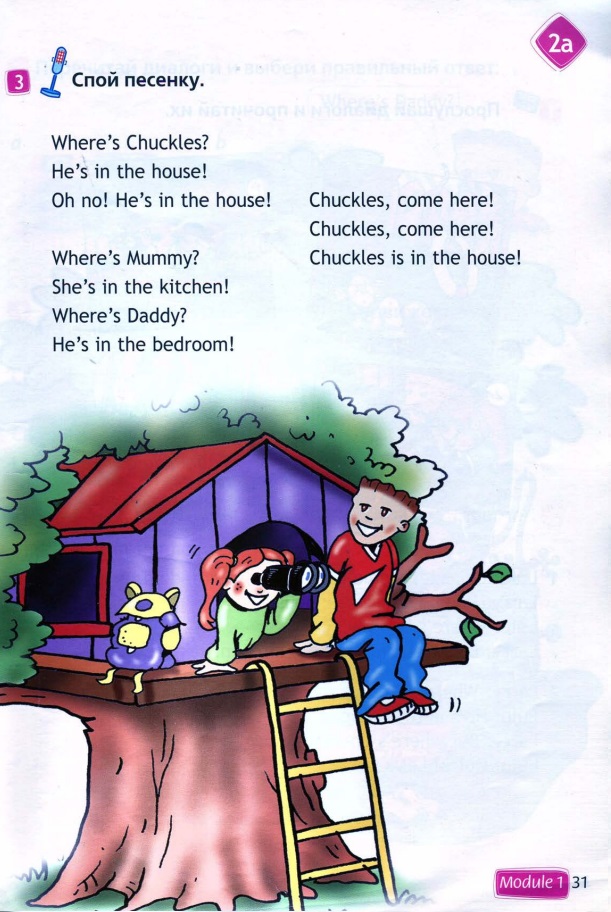 2a
3 Спой песенку.
Where's Chuckles?
He's in the house!
Oh no! He's in the house!
Where's Mummy?
She's in the kitchen!
Where's Daddy?
He's in the bedroom!
Chuckles, come here!
Chuckles, come here!
Chuckles is in the house!
Module 1 31